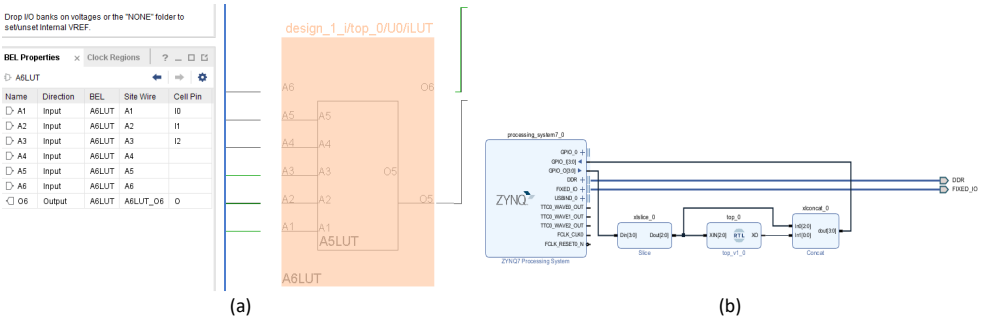 Drop I/O banks on voltages or the "NONE" folder to
set/unset Internal VREF.
BEL Properties × Clock Regions ? _ □
A6LUT
Name Direction BEL Site Wire Cell Pin
A1 Input A6LUT A1 I0
A2 Input A6LUT A2 I1
A3 Input A6LUT A3 I2
A4 Input A6LUT A4
A5 Input A6LUT A5
A6 Input A6LUT A6
O6 Output A6LUT A6LUT_O6 O
design_1_i/top_0/U0/iLUT
A6 O6
A5 A5
A4 A4
A3 A3 O5
A2 A2 O5
A1 A1
A5LUT
A6LUT
(a)
processing_system7_0
GPIO_0
GPIO_I[3:0]
GPIO_O[3:0]
DDR
FIXED_IO
USBIND_0
TTC0_WAVE0_OUT
TTC0_WAVE1_OUT
TTC0_WAVE2_OUT
FCLK_CLK0
FCLK_RESET0_N
ZYNQ
ZYNQ7 Processing System
xlslice_0
Din[3:0] Dout[2:0]
Slice
top_0
XIN[2:0] RTL XO
top_v1_0
xlconcat_0
In0[2:0]
In1[0:0]
dout[3:0]
Concat
DDR
FIXED_IO
(b)